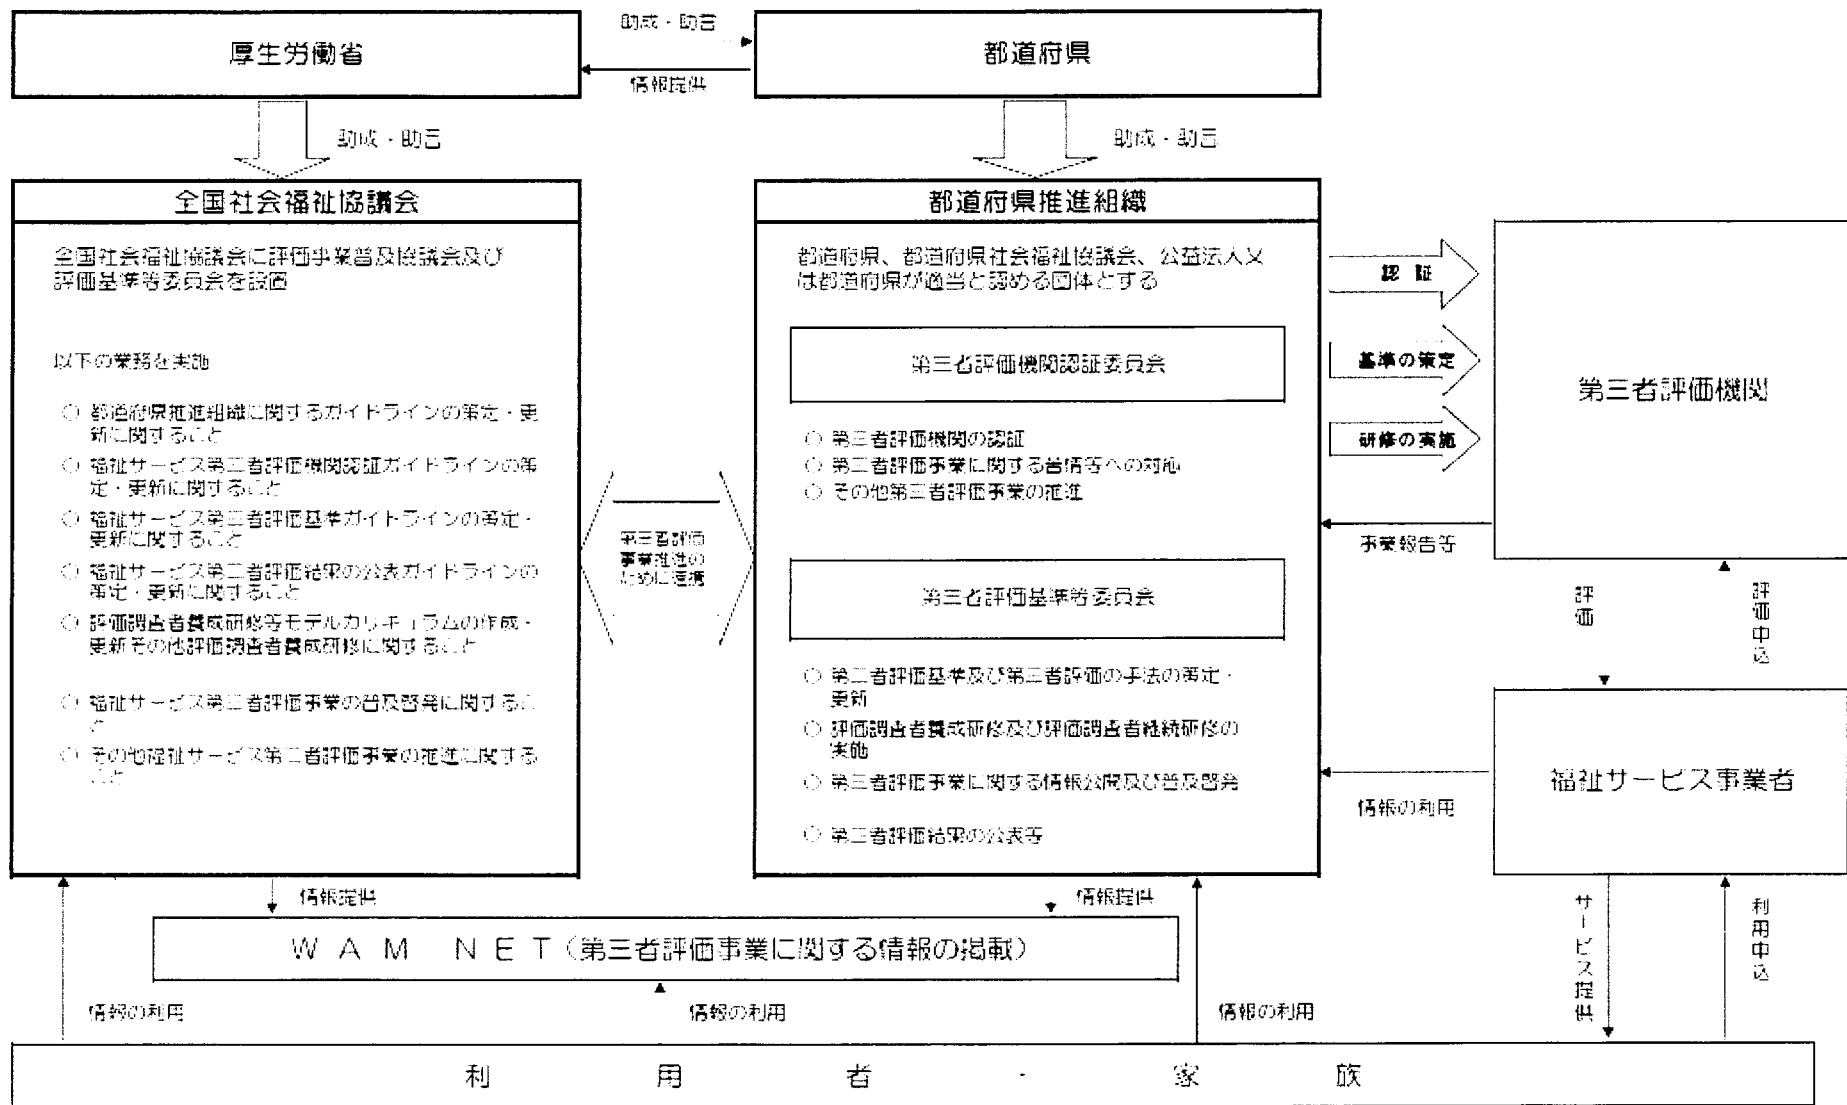 厚生労働省
助成・助言
情報提供
都道府県
助成・助言
助成・助言
全国社会福祉協議会
全国社会福祉協議会に評価事業普及協議会及び
評価基準等委員会を設置
以下の業務を実施
○ 都道府県推進組織に関するガイドラインの策定・更
新に関すること
○ 福祉サービス第三者評価機関認証ガイドラインの策
定・更新に関すること
○ 福祉サービス第三者評価基準ガイドラインの策定・
更新に関すること
○ 福祉サービス第三者評価結果の公表ガイドラインの
策定・更新に関すること
○ 評価調査者養成研修等モデルカリキュラムの作成・
更新その他評価調査者養成研修に関すること
○ 福祉サービス第三者評価事業の普及啓発に関するこ
と
○ その他福祉サービス第三者評価事業の推進に関する
こと
第三者評価
事業推進の
ために連携
都道府県推進組織
都道府県、都道府県社会福祉協議会、公益法人又
は都道府県が適当と認める団体とする
第三者評価機関認証委員会
○ 第三者評価機関の認証
○ 第三者評価事業に関する苦情等への対応
○ その他第三者評価事業の推進
第三者評価基準等委員会
○ 第三者評価基準及び第三者評価の手法の策定・
更新
○ 評価調査者養成研修及び評価調査者継続研修の
実施
○ 第三者評価事業に関する情報公開及び普及啓発
○ 第三者評価結果の公表等
認証
基準の策定
研修の実施
事業報告等
第三者評価機関
評価
評価申込
福祉サービス事業者
情報の利用
情報提供
情報提供
WAM NET（第三者評価事業に関する情報の掲載）
情報の利用
情報の利用
情報の利用
サービス提供
利用申込
利用者・家族